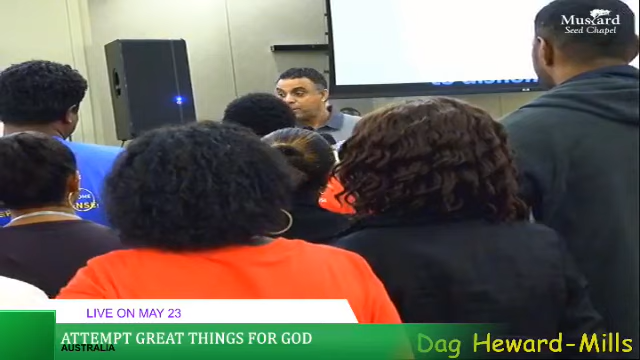 Mustard
Seed Chapel
LIVE ON MAY 23
ATTEMPT GREAT THINGS FOR GOD
AUSTRALIA
Dag Heward-Mills